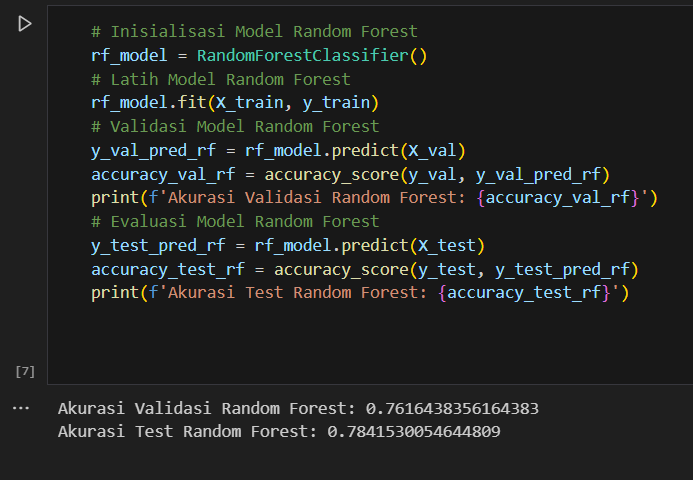 # Inisialisasi Model Random Forest
rf_model = RandomForestClassifier()
# Latih Model Random Forest
rf_model.fit(X_train, y_train)
# Validasi Model Random Forest
y_val_pred_rf = rf_model.predict(X_val)
accuracy_val_rf = accuracy_score(y_val, y_val_pred_rf)
print(f'Akurasi Validasi Random Forest: {accuracy_val_rf}')
# Evaluasi Model Random Forest
y_test_pred_rf = rf_model.predict(X_test)
accuracy_test_rf = accuracy_score(y_test, y_test_pred_rf)
print(f'Akurasi Test Random Forest: {accuracy_test_rf}')
[7]
Akurasi Validasi Random Forest: 0.7616438356164383
Akurasi Test Random Forest: 0.7841530054644809